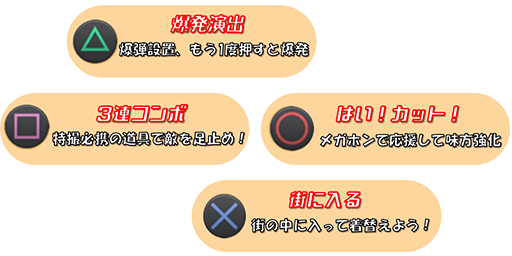 爆発演出
爆弾設置、もう1度押すと爆発
3連コンボ
特撮必携の道具で敵を足止め！
はい！カット！
メガホンで応援して味方強化
街に入る
街の中に入って着替えよう！